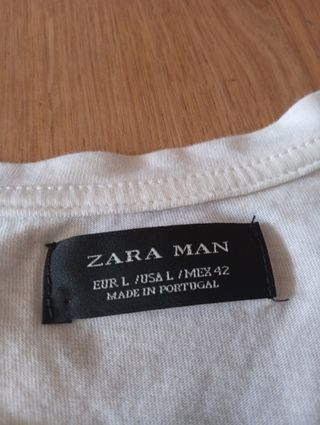 ZARA MAN
EUR L /USA L /MEX 42
MADE IN PORTUGAL